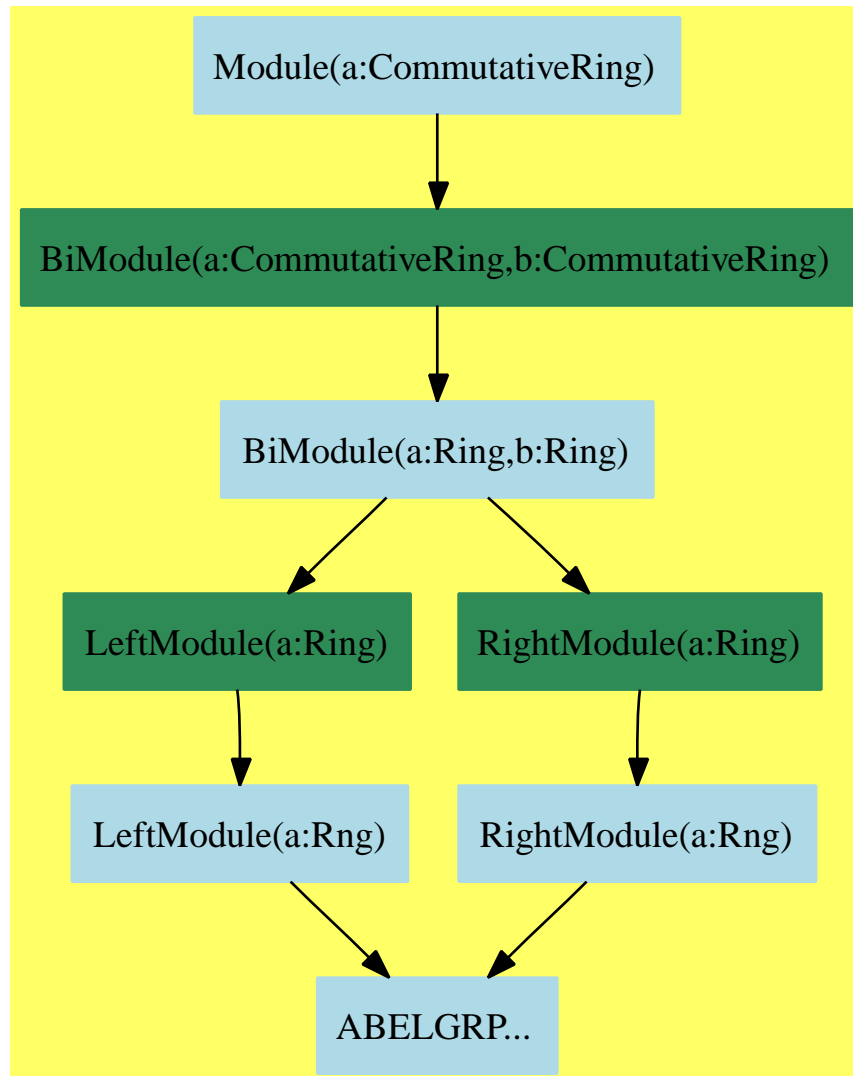 Module(a:CommutativeRing)
BiModule(a:CommutativeRing,b:CommutativeRing)
BiModule(a:Ring,b:Ring)
LeftModule(a:Ring)
RightModule(a:Ring)
LeftModule(a:Rng)
RightModule(a:Rng)
ABELGRP...